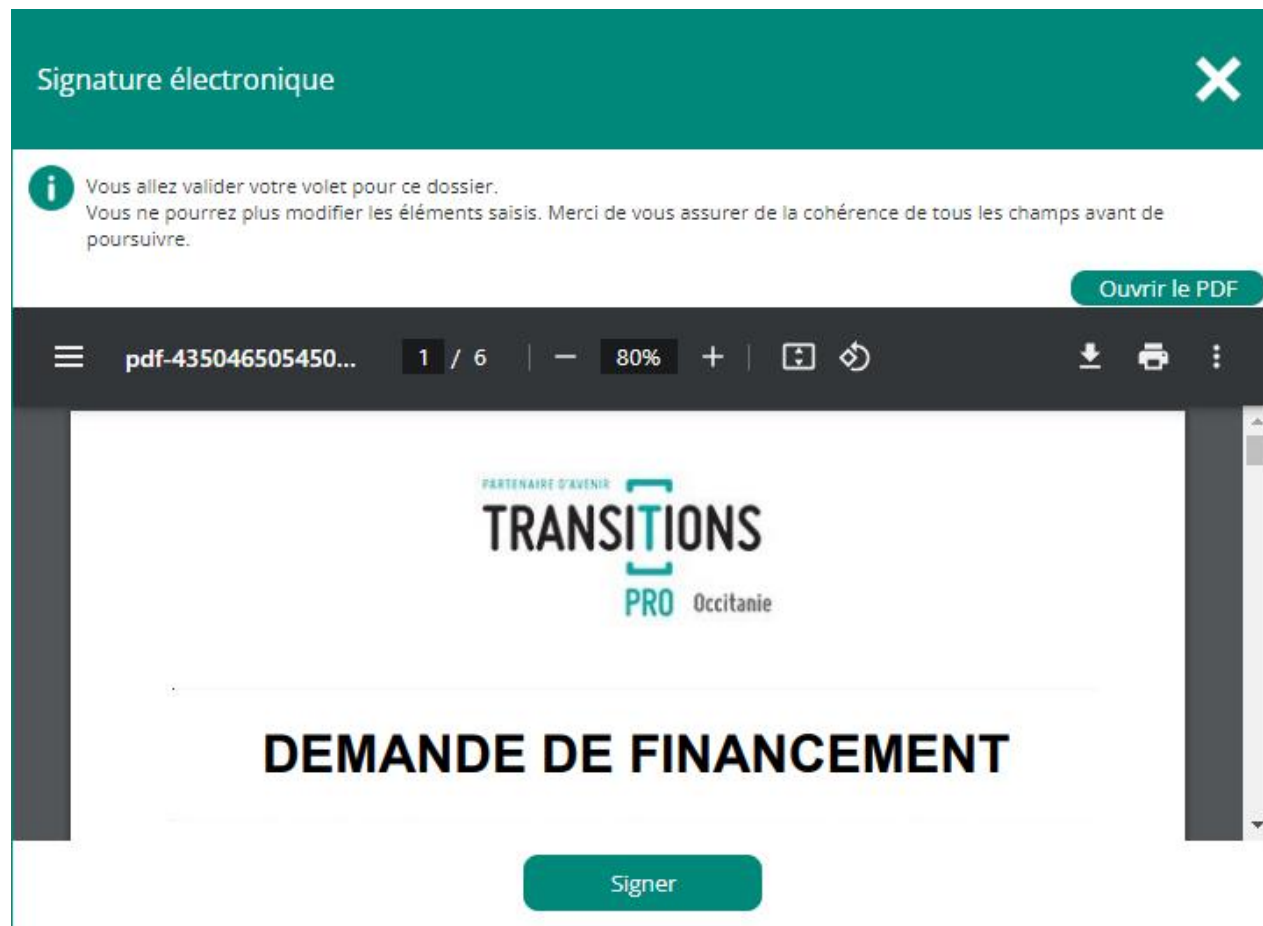 Signature électronique
Vous allez valider votre volet pour ce dossier.
Vous ne pourrez plus modifier les éléments saisis. Merci de vous assurer de la cohérence de tous les champs avant de
poursuivre.
Ouvrir le PDF
pdf-435046505450... 1 / 6 80%
PARTENAIRE D'AVENIR
TRANSITIONS
PRO Occitanie
DEMANDE DE FINANCEMENT
Signer